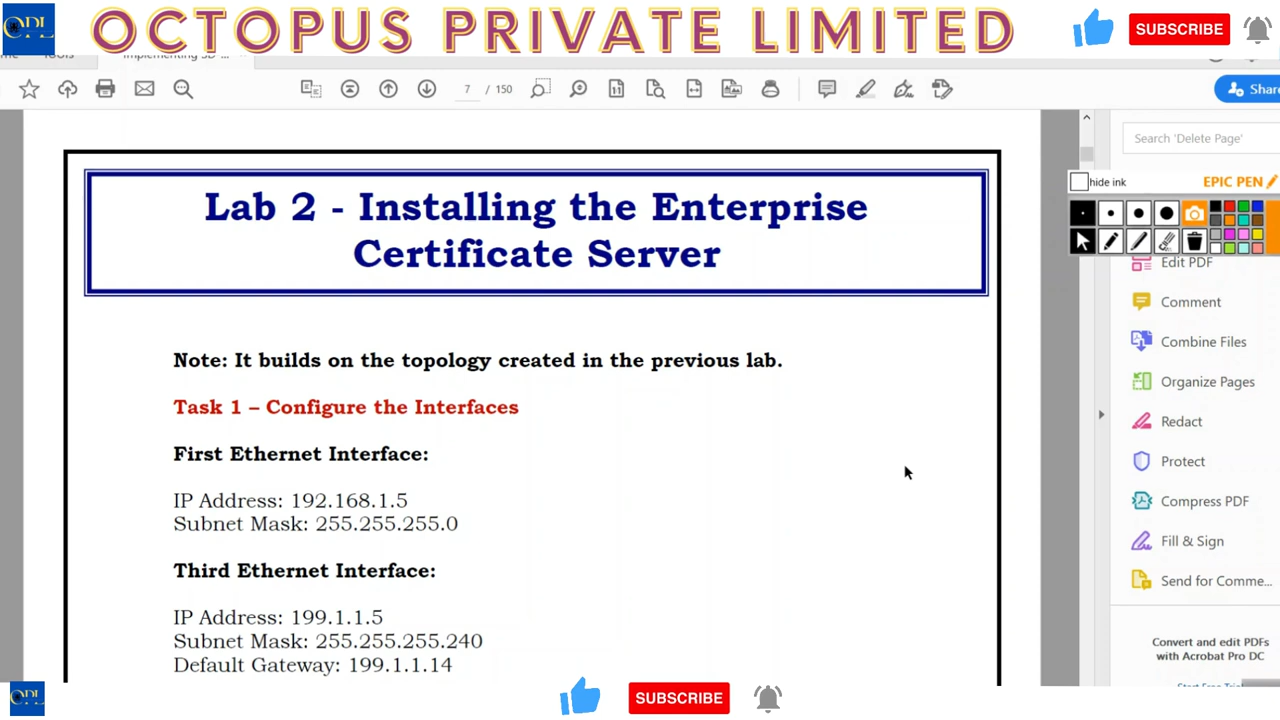 OPL
OCTOPUS PRIVATE LIMITED
SUBSCRIBE
7 / 150
Share
Search 'Delete Page'
hide ink
EPIC PEN
Edit PDF
Comment
Combine Files
Organize Pages
Redact
Protect
Compress PDF
Fill & Sign
Send for Comme...
Convert and edit PDFs
with Acrobat Pro DC
Lab 2 - Installing the Enterprise
Certificate Server
Note: It builds on the topology created in the previous lab.
Task 1 – Configure the Interfaces
First Ethernet Interface:
IP Address: 192.168.1.5
Subnet Mask: 255.255.255.0
Third Ethernet Interface:
IP Address: 199.1.1.5
Subnet Mask: 255.255.255.240
Default Gateway: 199.1.1.14
OPL
SUBSCRIBE